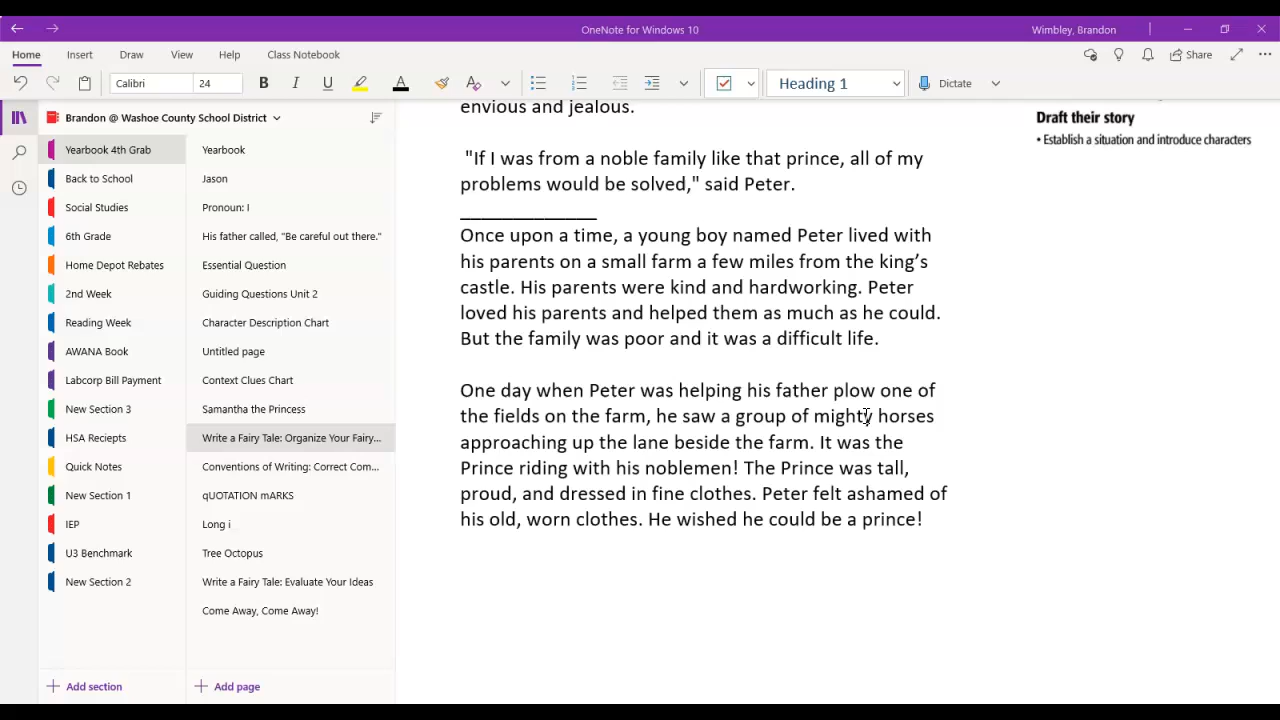 OneNote for Windows 10
Wimbley, Brandon
Home Insert Draw View Help Class Notebook
Share
Calibri 24 B I U A Heading 1 Dictate
Brandon @ Washoe County School District
Yearbook 4th Grab
Back to School
Social Studies
6th Grade
Home Depot Rebates
2nd Week
Reading Week
AWANA Book
Labcorp Bill Payment
New Section 3
HSA Reciepts
Quick Notes
New Section 1
IEP
U3 Benchmark
New Section 2
Add section
Yearbook
Jason
Pronoun: I
His father called, "Be careful out there."
Essential Question
Guiding Questions Unit 2
Character Description Chart
Untitled page
Context Clues Chart
Samantha the Princess
Write a Fairy Tale: Organize Your Fairy...
Conventions of Writing: Correct Com...
qUOTATION mARKS
Long i
Tree Octopus
Write a Fairy Tale: Evaluate Your Ideas
Come Away, Come Away!
Add page
envious and jealous.
"If I was from a noble family like that prince, all of my
problems would be solved," said Peter.
_____________
Once upon a time, a young boy named Peter lived with
his parents on a small farm a few miles from the king’s
castle. His parents were kind and hardworking. Peter
loved his parents and helped them as much as he could.
But the family was poor and it was a difficult life.
One day when Peter was helping his father plow one of
the fields on the farm, he saw a group of mighty horses
approaching up the lane beside the farm. It was the
Prince riding with his noblemen! The Prince was tall,
proud, and dressed in fine clothes. Peter felt ashamed of
his old, worn clothes. He wished he could be a prince!
Draft their story
• Establish a situation and introduce characters